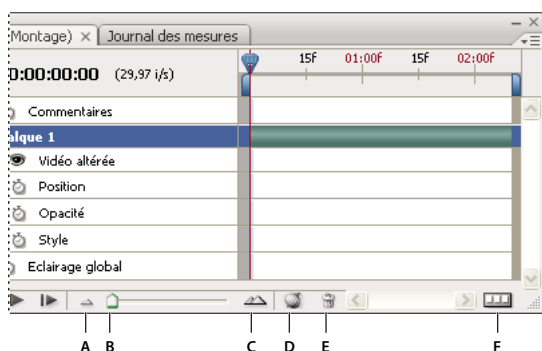 Montage) × Journal des mesures
0:00:00:00 (29,97 i/s)
15f 01:00f 15f 02:00f
Commentaires
alque 1
Vidéo altérée
Position
Opacité
Style
Eclairage global
A B C D E F